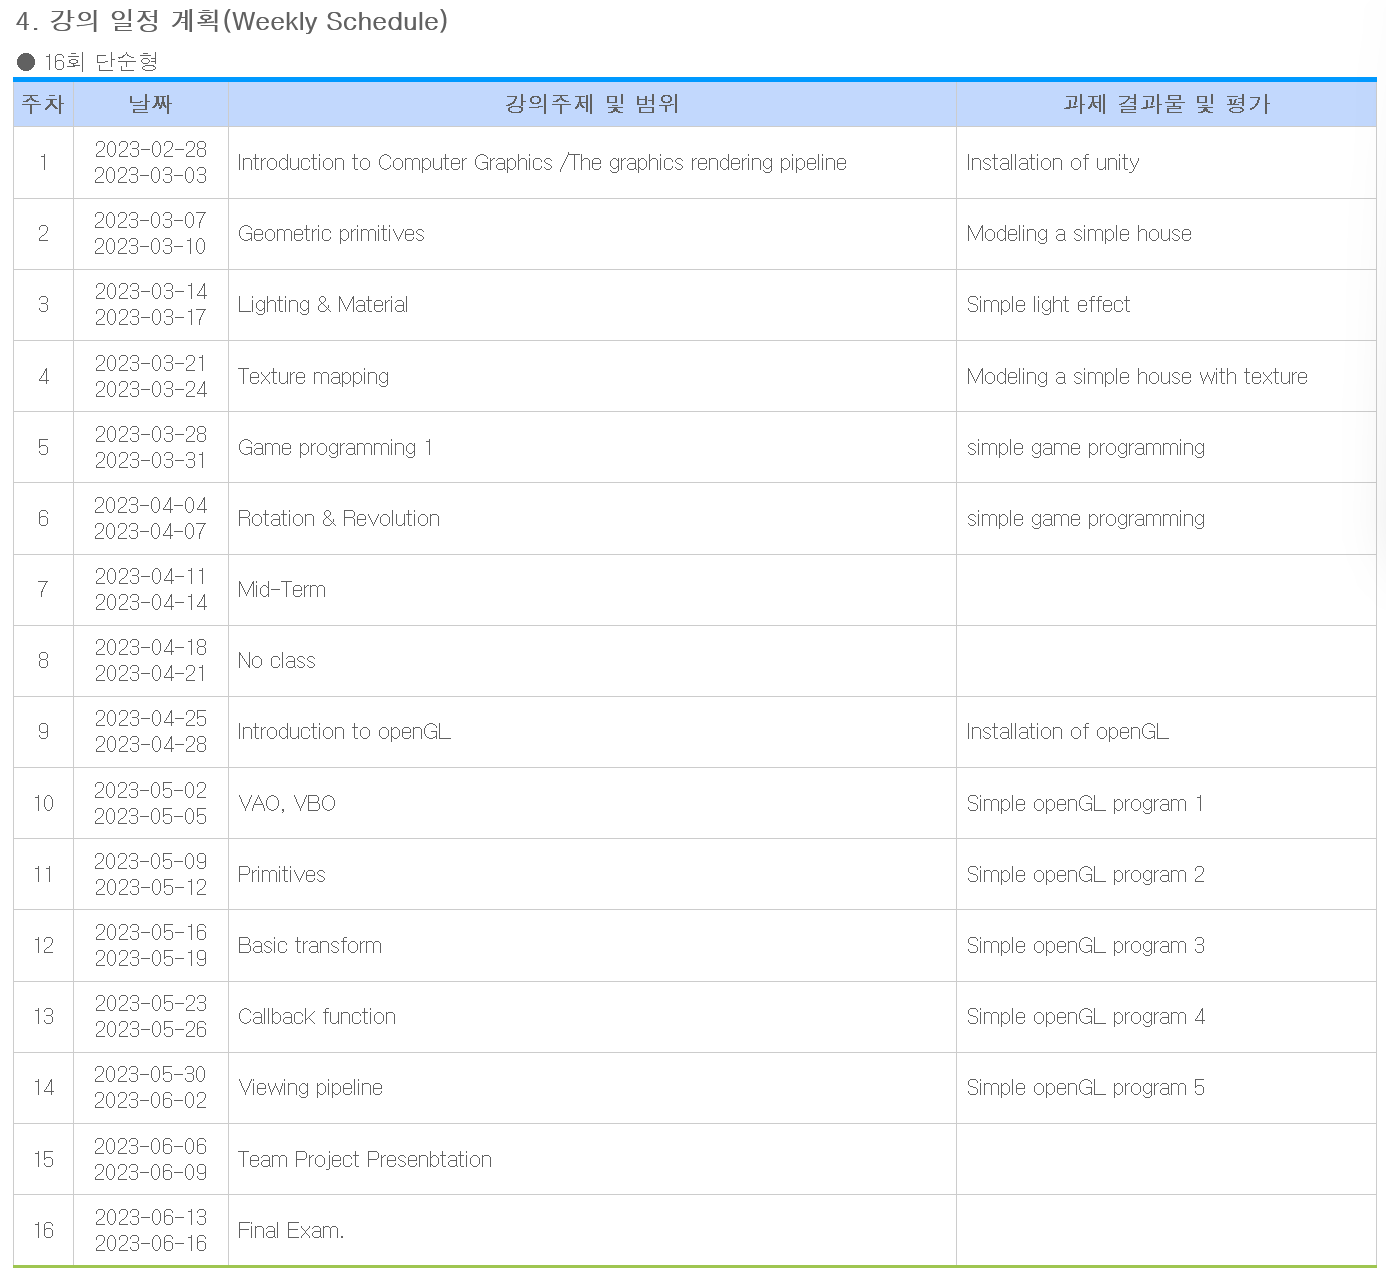 4. 강의 일정 계획(Weekly Schedule)
● 16회 단순형
주차 날짜 강의주제 및 범위 과제 결과물 및 평가
1 2023-02-28 2023-03-03 Introduction to Computer Graphics /The graphics rendering pipeline Installation of unity
2 2023-03-07 2023-03-10 Geometric primitives Modeling a simple house
3 2023-03-14 2023-03-17 Lighting & Material Simple light effect
4 2023-03-21 2023-03-24 Texture mapping Modeling a simple house with texture
5 2023-03-28 2023-03-31 Game programming 1 simple game programming
6 2023-04-04 2023-04-07 Rotation & Revolution simple game programming
7 2023-04-11 2023-04-14 Mid-Term
8 2023-04-18 2023-04-21 No class
9 2023-04-25 2023-04-28 Introduction to openGL Installation of openGL
10 2023-05-02 2023-05-05 VAO, VBO Simple openGL program 1
11 2023-05-09 2023-05-12 Primitives Simple openGL program 2
12 2023-05-16 2023-05-19 Basic transform Simple openGL program 3
13 2023-05-23 2023-05-26 Callback function Simple openGL program 4
14 2023-05-30 2023-06-02 Viewing pipeline Simple openGL program 5
15 2023-06-06 2023-06-09 Team Project Presenbtation
16 2023-06-13 2023-06-16 Final Exam.